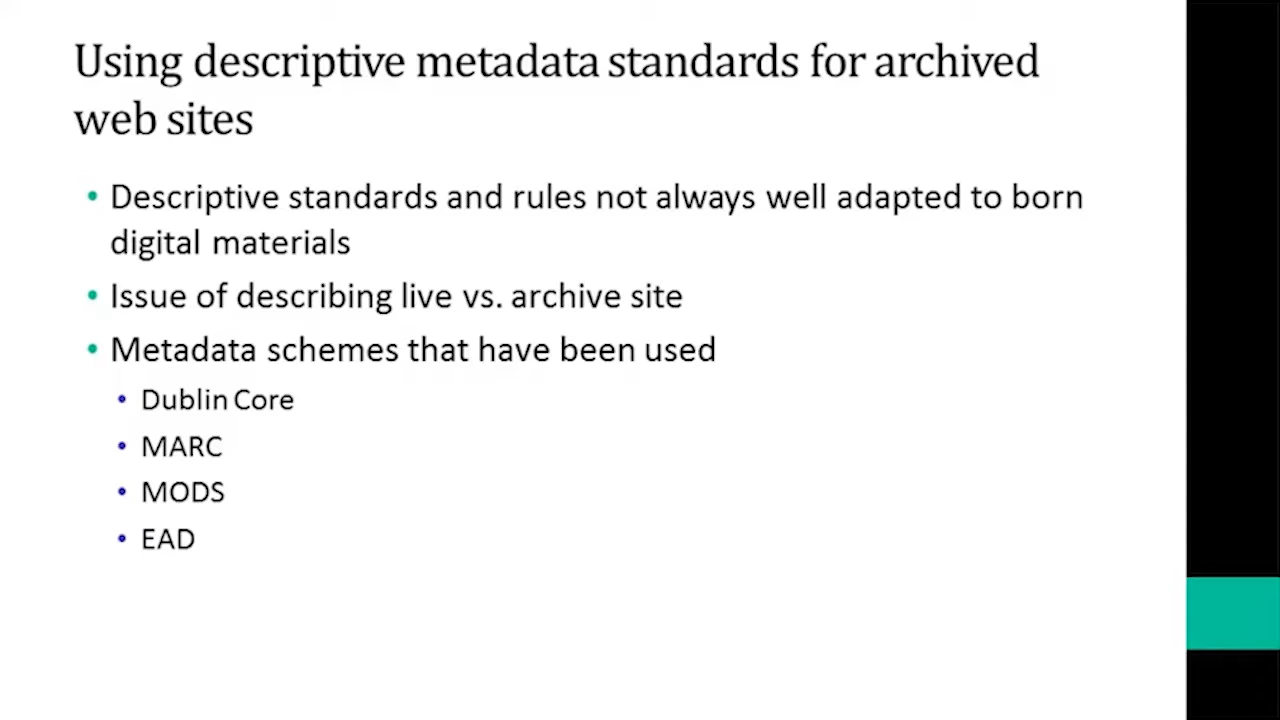 Using descriptive metadata standards for archived
web sites
• Descriptive standards and rules not always well adapted to born
digital materials
• Issue of describing live vs. archive site
• Metadata schemes that have been used
• Dublin Core
• MARC
• MODS
• EAD